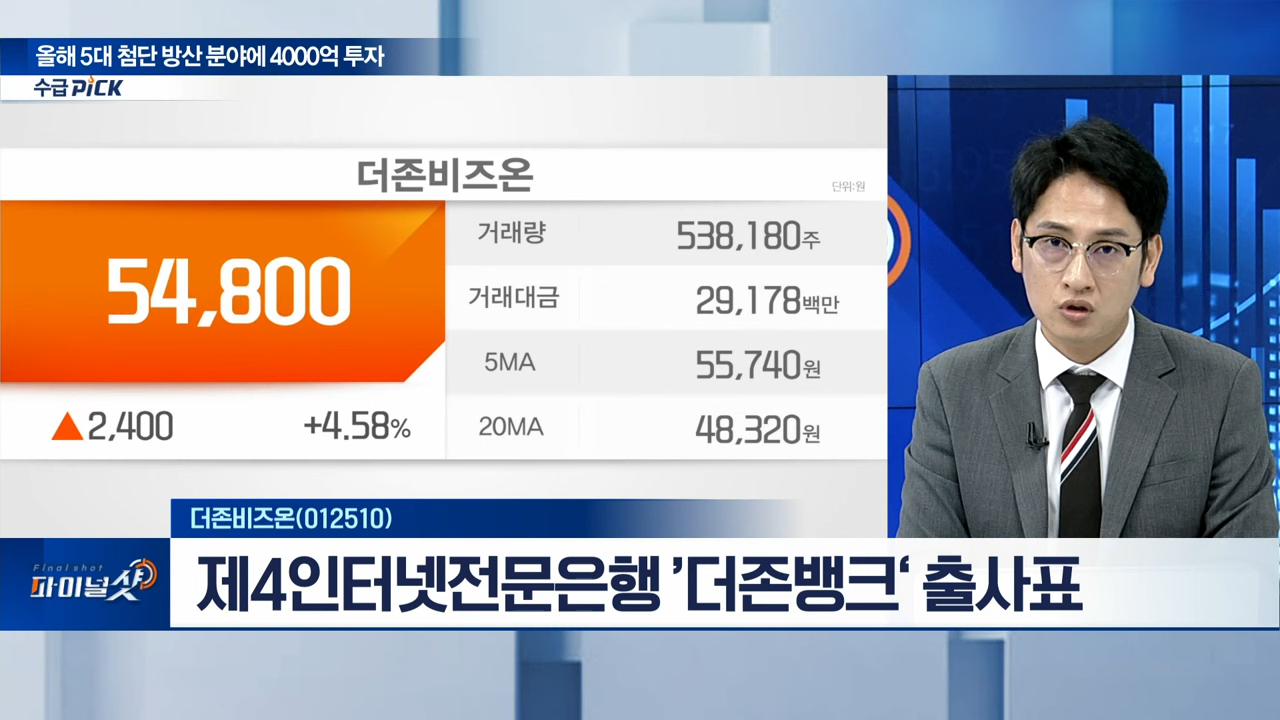 올해 5대 첨단 방산 분야에 4000억 투자
수급 PiCK
더존비즈온
단위:원
54,800
▲2,400 +4.58%
거래량 538,180주
거래대금 29,178백만
5MA 55,740원
20MA 48,320원
더존비즈온(012510)
Final shot
파이널샷
제4인터넷전문은행 ’더존뱅크‘ 출사표